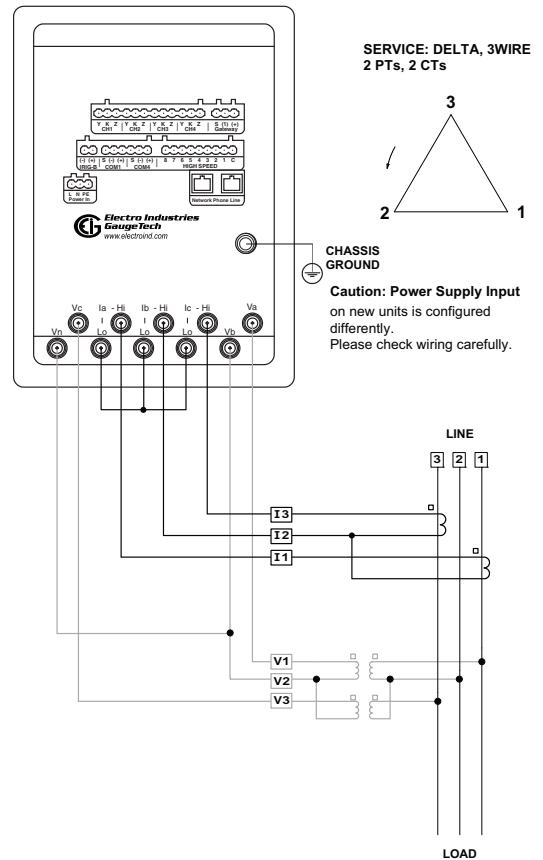 SERVICE: DELTA, 3WIRE
2 PTs, 2 CTs
3
2
1
Y K Z Y K Z Y K Z Y K Z S (1) (+)
CH1 CH2 CH3 CH4 Gateway
(-) (+) S (-) (+) S (-) (+) 8 7 6 5 4 3 2 1 C
IRIG-B COM1 COM4 HIGH SPEED
L N PE
Power In
Network Phone Line
EIG
Electro Industries
GaugeTech
www.electroind.com
CHASSIS
GROUND
Caution: Power Supply Input
on new units is configured
differently.
Please check wiring carefully.
Vc Ia - Hi Ib - Hi Ic - Hi Va
Vn Lo Lo Lo Vb
LINE
3 2 1
I3
I2
I1
V1
V2
V3
LOAD